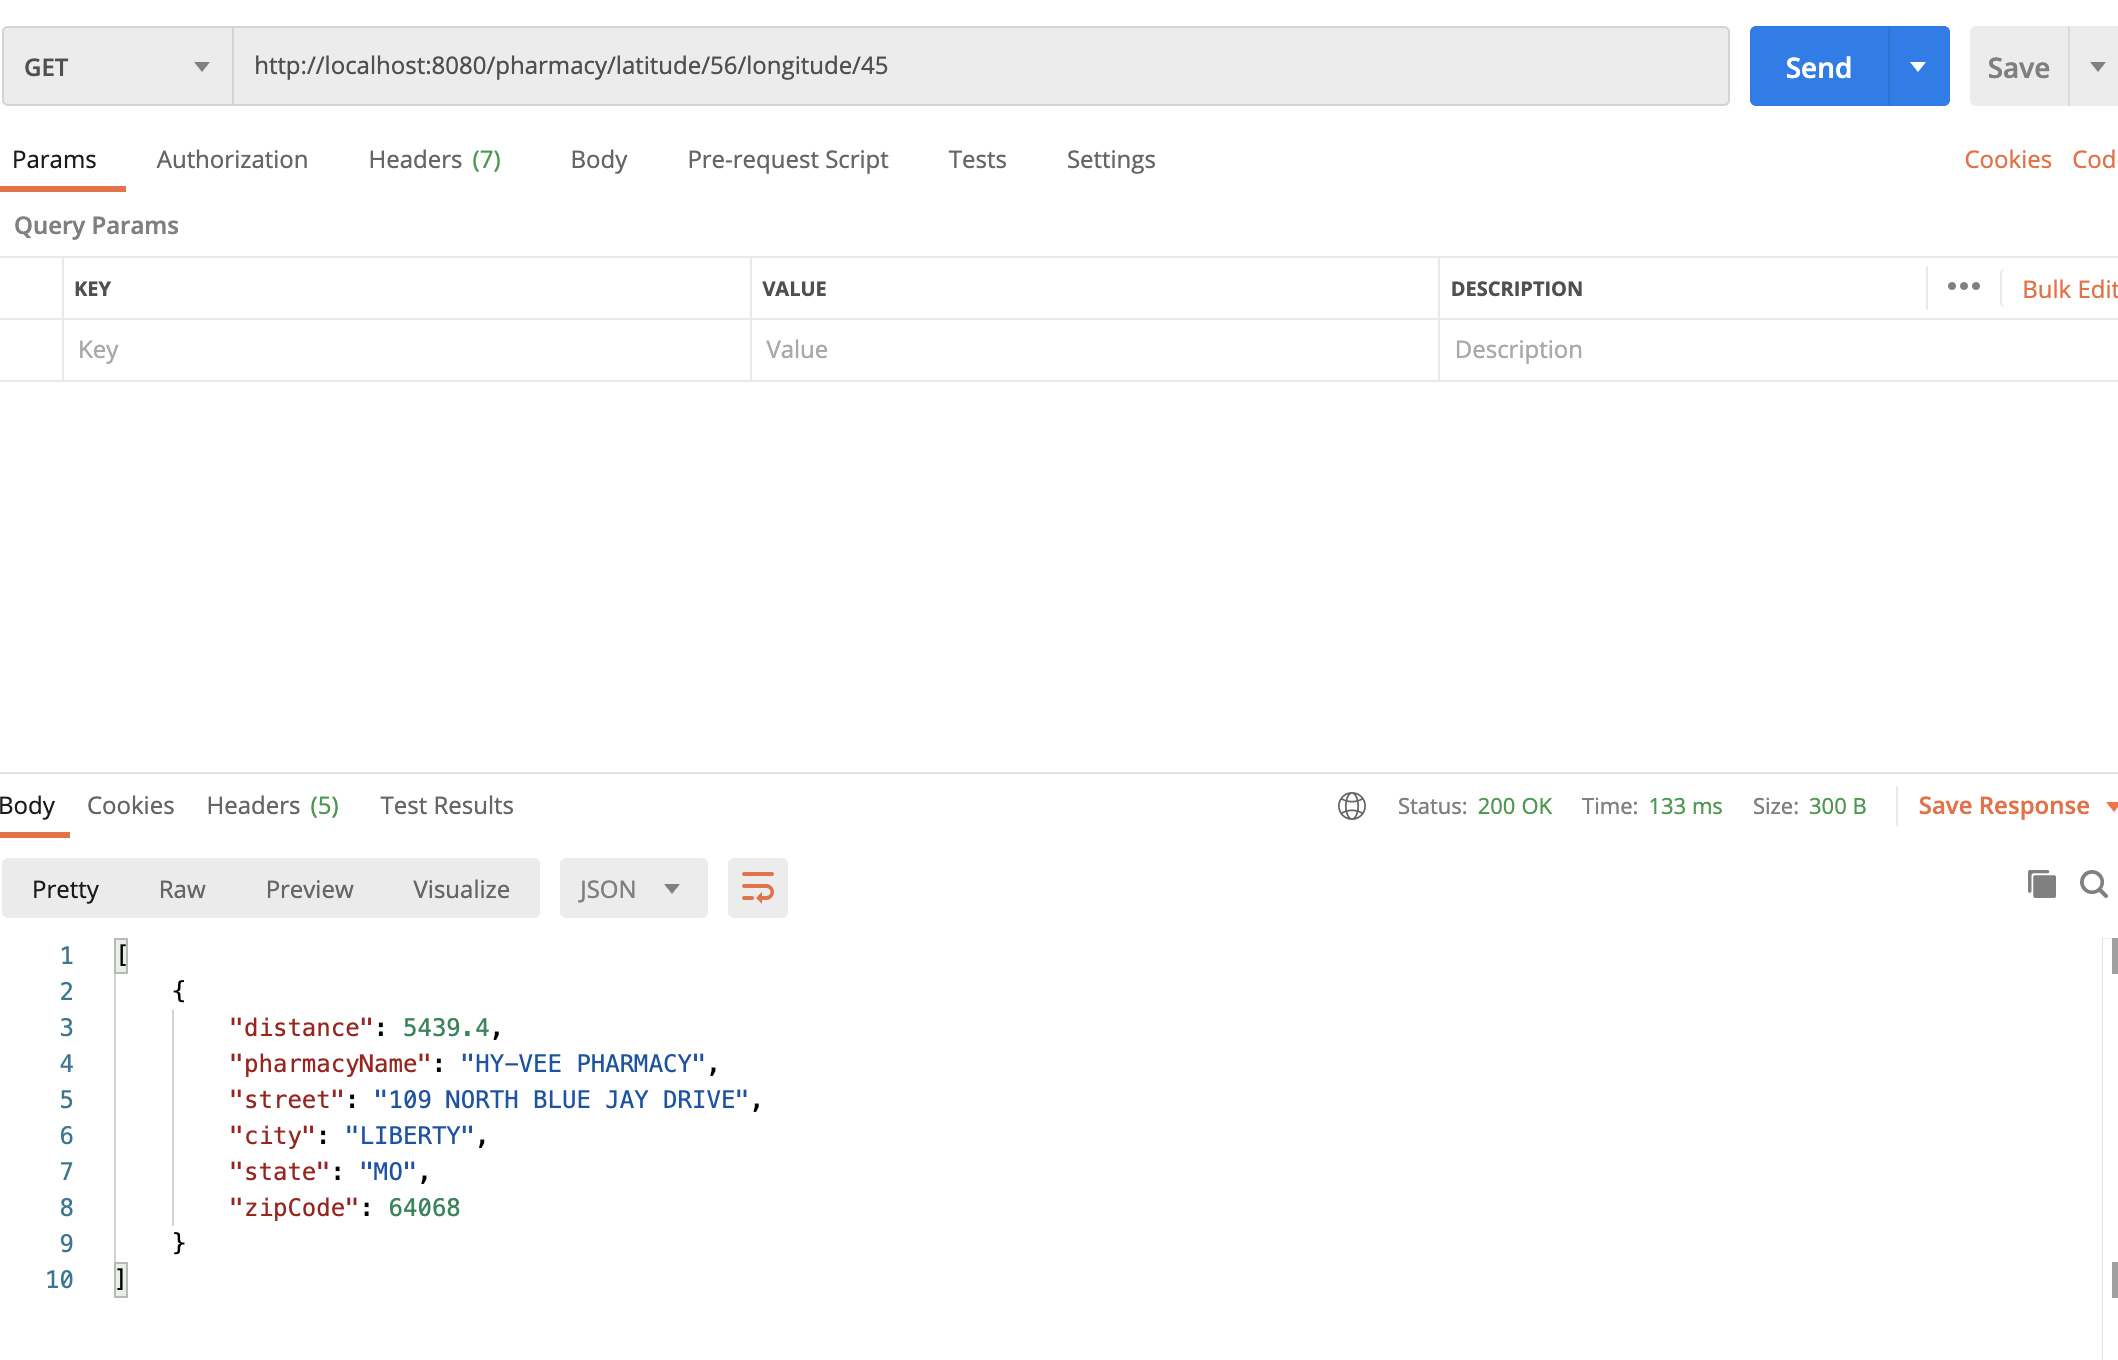 GET http://localhost:8080/pharmacy/latitude/56/longitude/45 Send Save
Params Authorization Headers (7) Body Pre-request Script Tests Settings Cookies Cod
Query Params
KEY VALUE DESCRIPTION ••• Bulk Edit
Key Value Description
Body Cookies Headers (5) Test Results Status: 200 OK Time: 133 ms Size: 300 B Save Response
Pretty Raw Preview Visualize JSON
1 [
2 {
3 "distance": 5439.4,
4 "pharmacyName": "HY-VEE PHARMACY",
5 "street": "109 NORTH BLUE JAY DRIVE",
6 "city": "LIBERTY",
7 "state": "MO",
8 "zipCode": 64068
9 }
10 ]